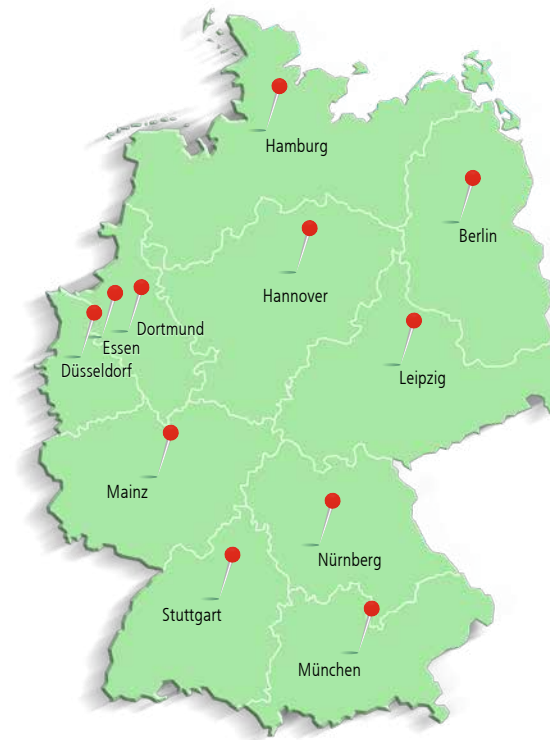 Hamburg
Berlin
Hannover
Dortmund
Essen
Düsseldorf
Leipzig
Mainz
Nürnberg
Stuttgart
München